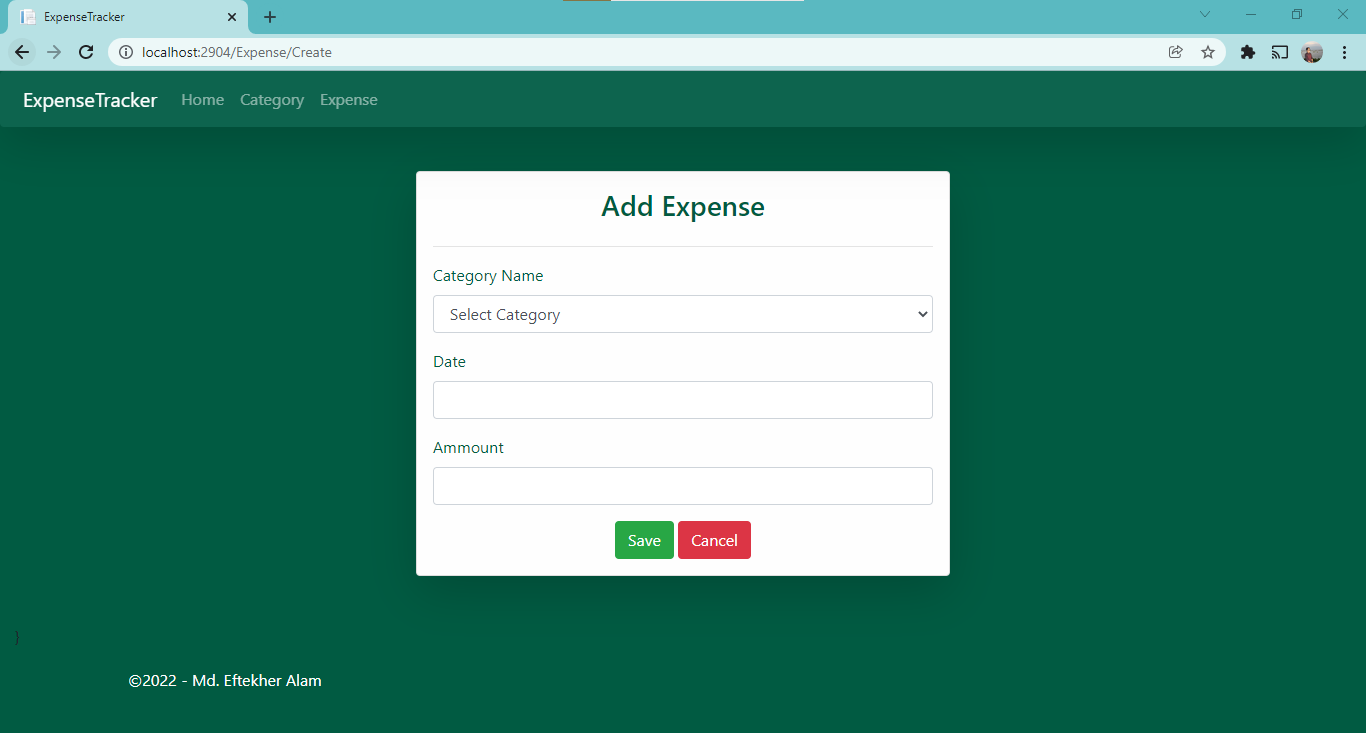 ExpenseTracker
localhost:2904/Expense/Create
ExpenseTracker Home Category Expense
Add Expense
Category Name
Select Category
Date
Ammount
Save Cancel
}
©2022 - Md. Eftekher Alam